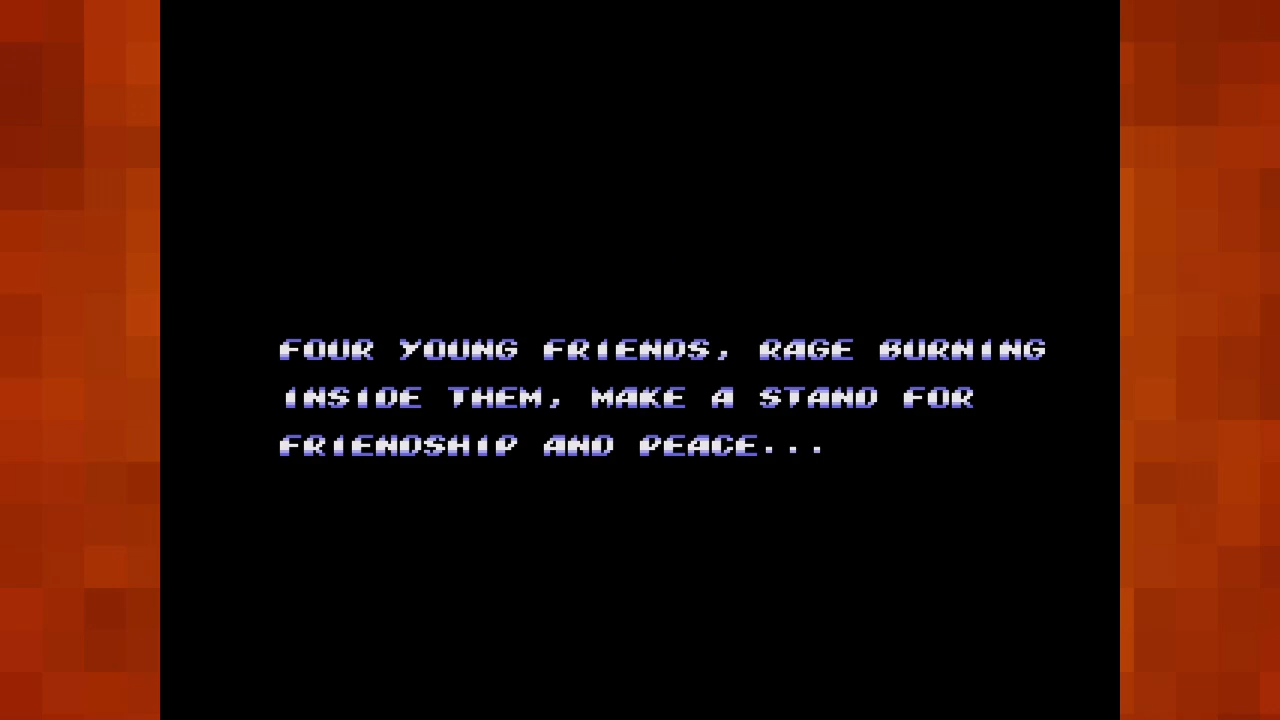 FOUR YOUNG FRIENDS, RAGE BURNING
INSIDE THEM, MAKE A STAND FOR
FRIENDSHIP AND PEACE...